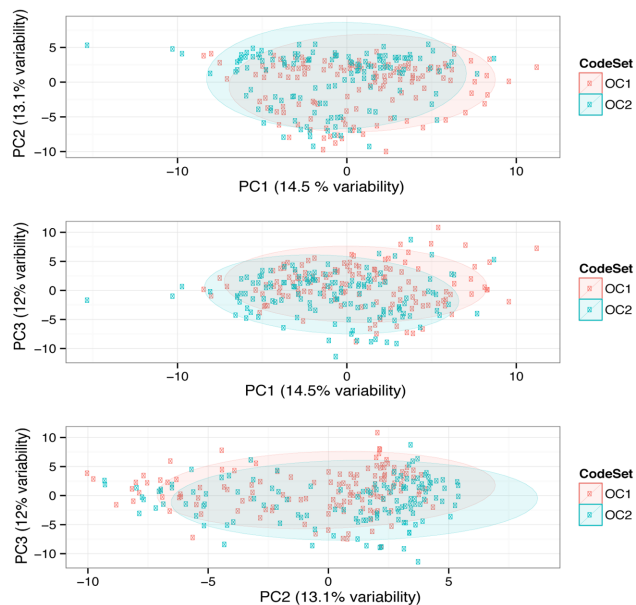 5
0
−5
−10
PC2 (13.1% variability)
−10
0
10
PC1 (14.5 % variability)
CodeSet
OC1
OC2
10
5
0
−5
−10
PC3 (12% varibility)
−10
0
10
PC1 (14.5% variability)
CodeSet
OC1
OC2
10
5
0
−5
−10
PC3 (12% variability)
−10
−5
0
5
PC2 (13.1% variability)
CodeSet
OC1
OC2